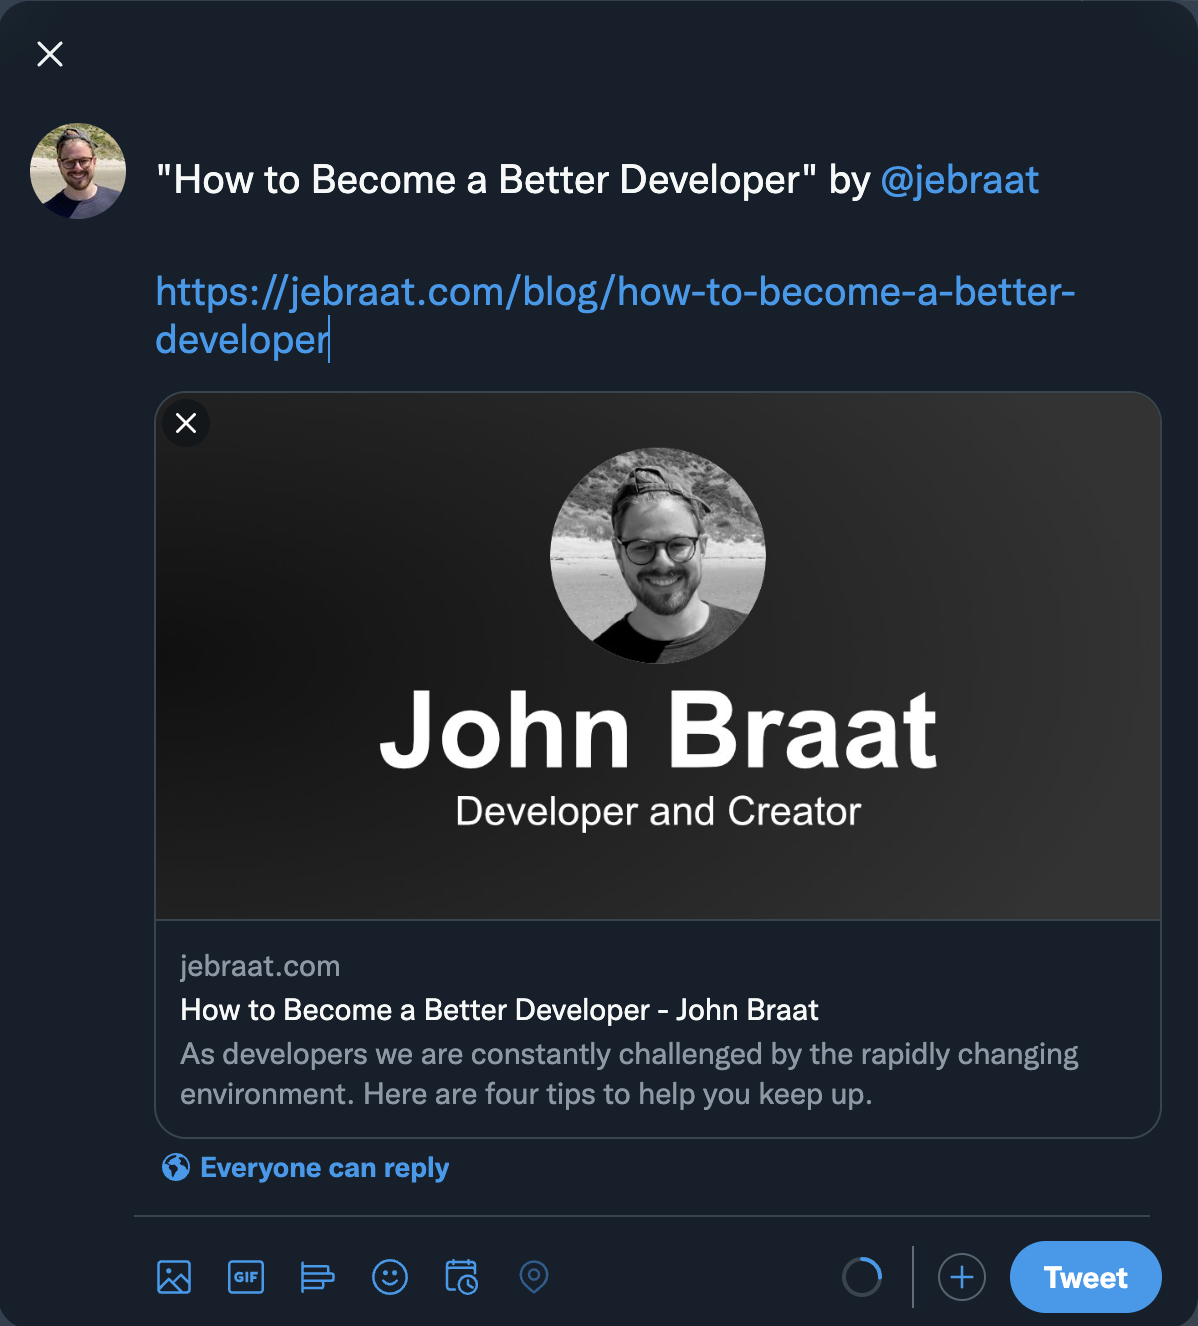 "How to Become a Better Developer" by @jebraat
https://jebraat.com/blog/how-to-become-a-better-
developer
John Braat
Developer and Creator
jebraat.com
How to Become a Better Developer - John Braat
As developers we are constantly challenged by the rapidly changing
environment. Here are four tips to help you keep up.
Everyone can reply
GIF
Tweet